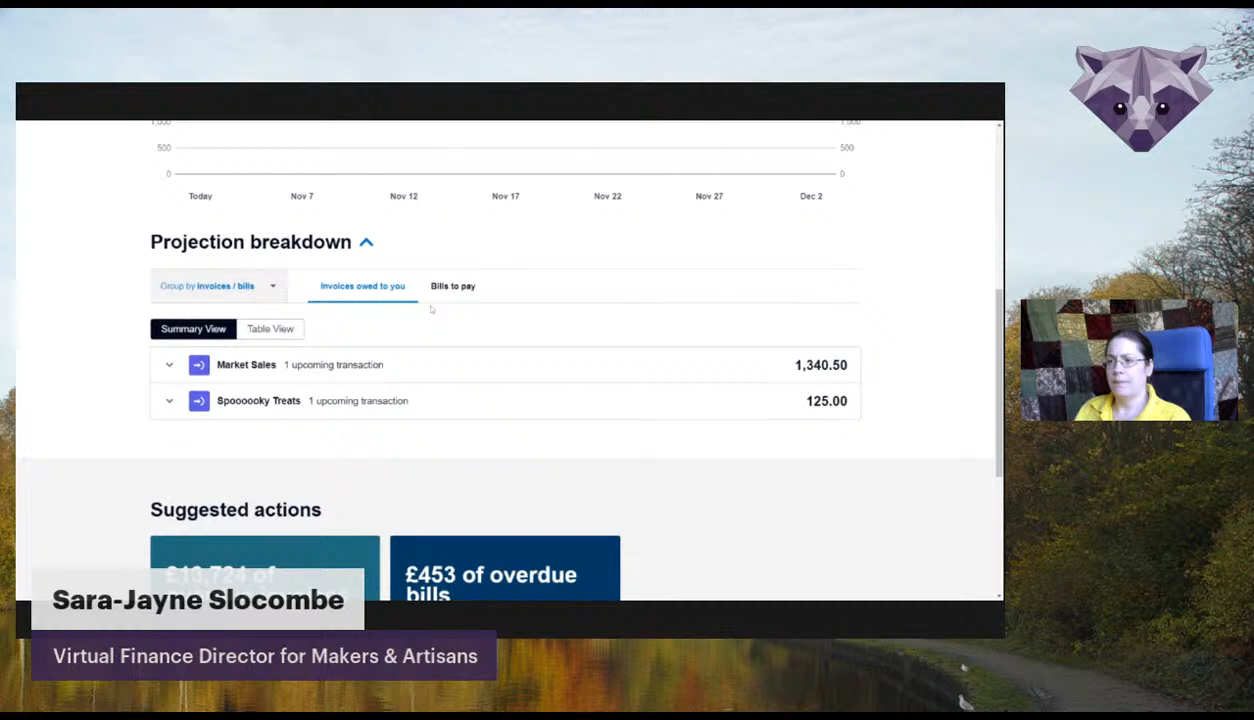 1,000 1,000
500 500
0 0
Today Nov 7 Nov 12 Nov 17 Nov 22 Nov 27 Dec 2
Projection breakdown
Group by invoices / bills Invoices owed to you Bills to pay
Summary View Table View
Market Sales 1 upcoming transaction 1,340.50
Spoooooky Treats 1 upcoming transaction 125.00
Suggested actions
£13,724 of
£453 of overdue
bills
Sara-Jayne Slocombe
Virtual Finance Director for Makers & Artisans